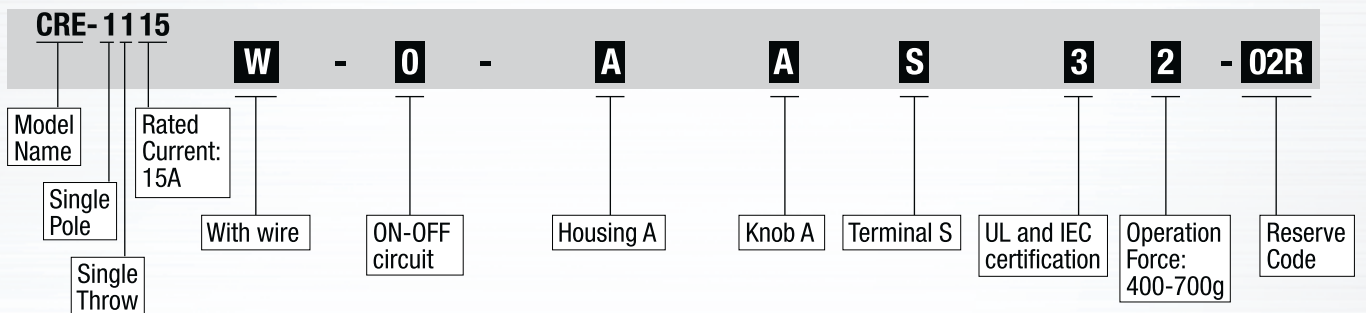 CRE-1115
W - 0 - A A S 3 2 - 02R
Model
Name
Rated
Current:
15A
Single
Pole
Single
Throw
With wire
ON-OFF
circuit
Housing A
Knob A
Terminal S
UL and IEC
certification
Operation
Force:
400-700g
Reserve
Code